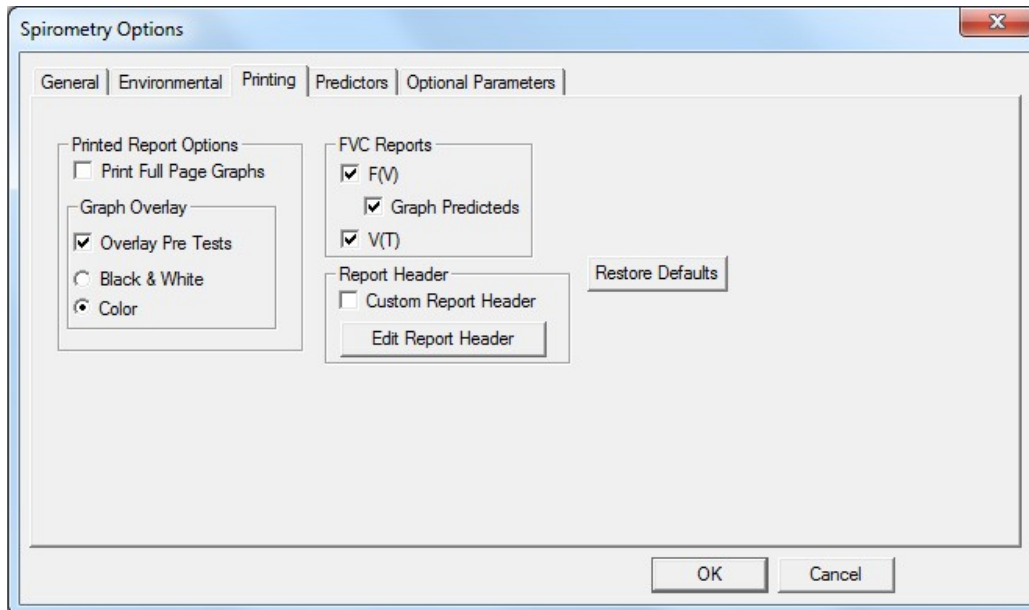 Spirometry Options
General
Environmental
Printing
Predictors
Optional Parameters
Printed Report Options
Print Full Page Graphs
Graph Overlay
Overlay Pre Tests
Black & White
Color
FVC Reports
F(V)
Graph Predicteds
V(T)
Report Header
Custom Report Header
Edit Report Header
Restore Defaults
OK
Cancel